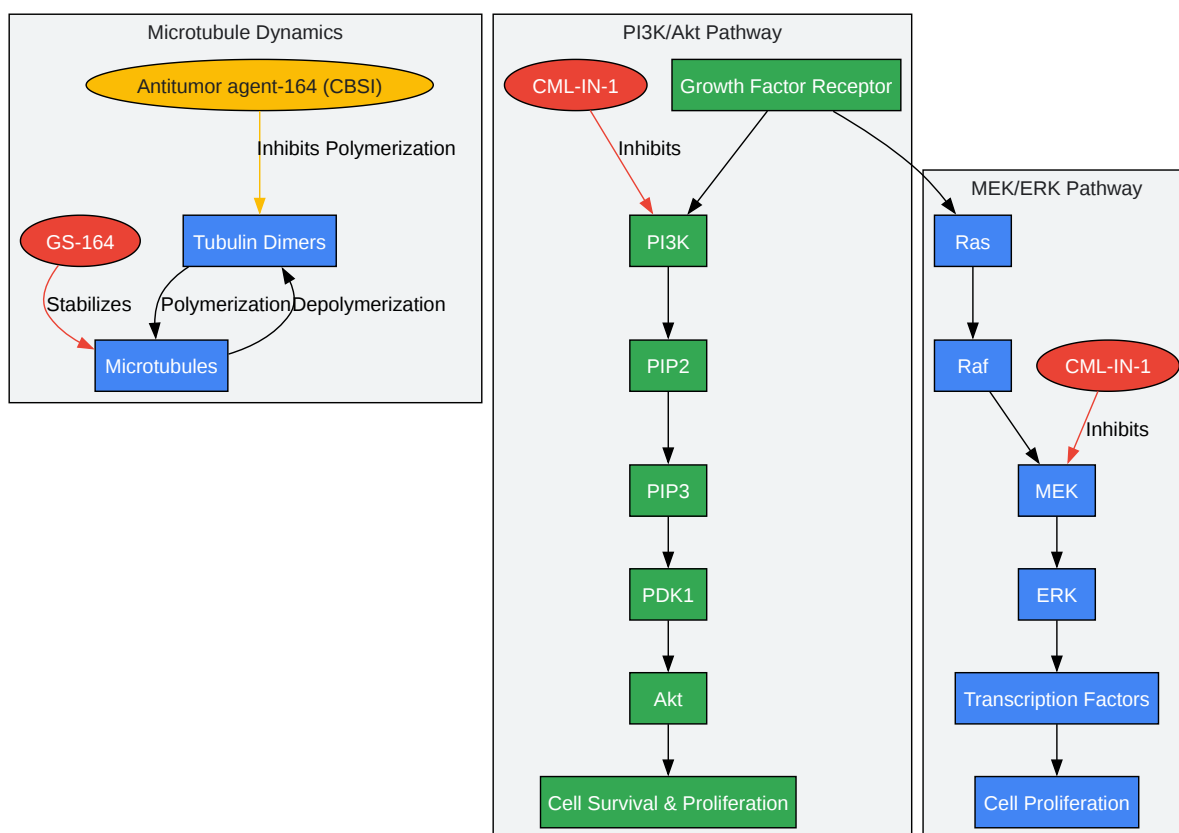 Microtubule Dynamics
Antitumor agent-164 (CBSI)
Inhibits Polymerization
GS-164
Tubulin Dimers
Stabilizes
Polymerization
Depolymerization
Microtubules
PI3K/Akt Pathway
CML-IN-1
Growth Factor Receptor
Inhibits
PI3K
PIP2
PIP3
PDK1
Akt
Cell Survival & Proliferation
MEK/ERK Pathway
Ras
Raf
CML-IN-1
Inhibits
MEK
ERK
Transcription Factors
Cell Proliferation